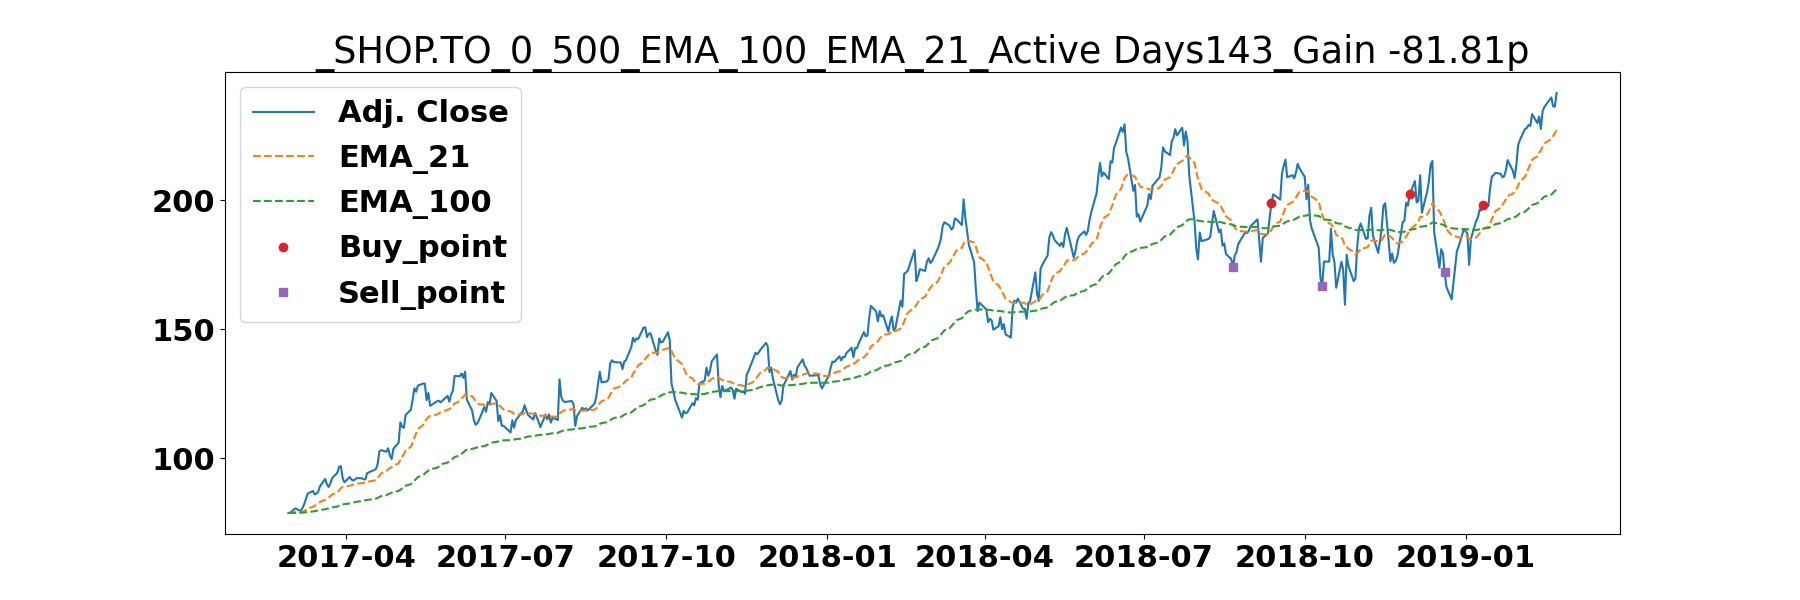 _SHOP.TO_0_500_EMA_100_EMA_21_Active Days143_Gain -81.81p
Adj. Close
EMA_21
EMA_100
Buy_point
Sell_point
200
150
100
2017-04 2017-07 2017-10 2018-01 2018-04 2018-07 2018-10 2019-01